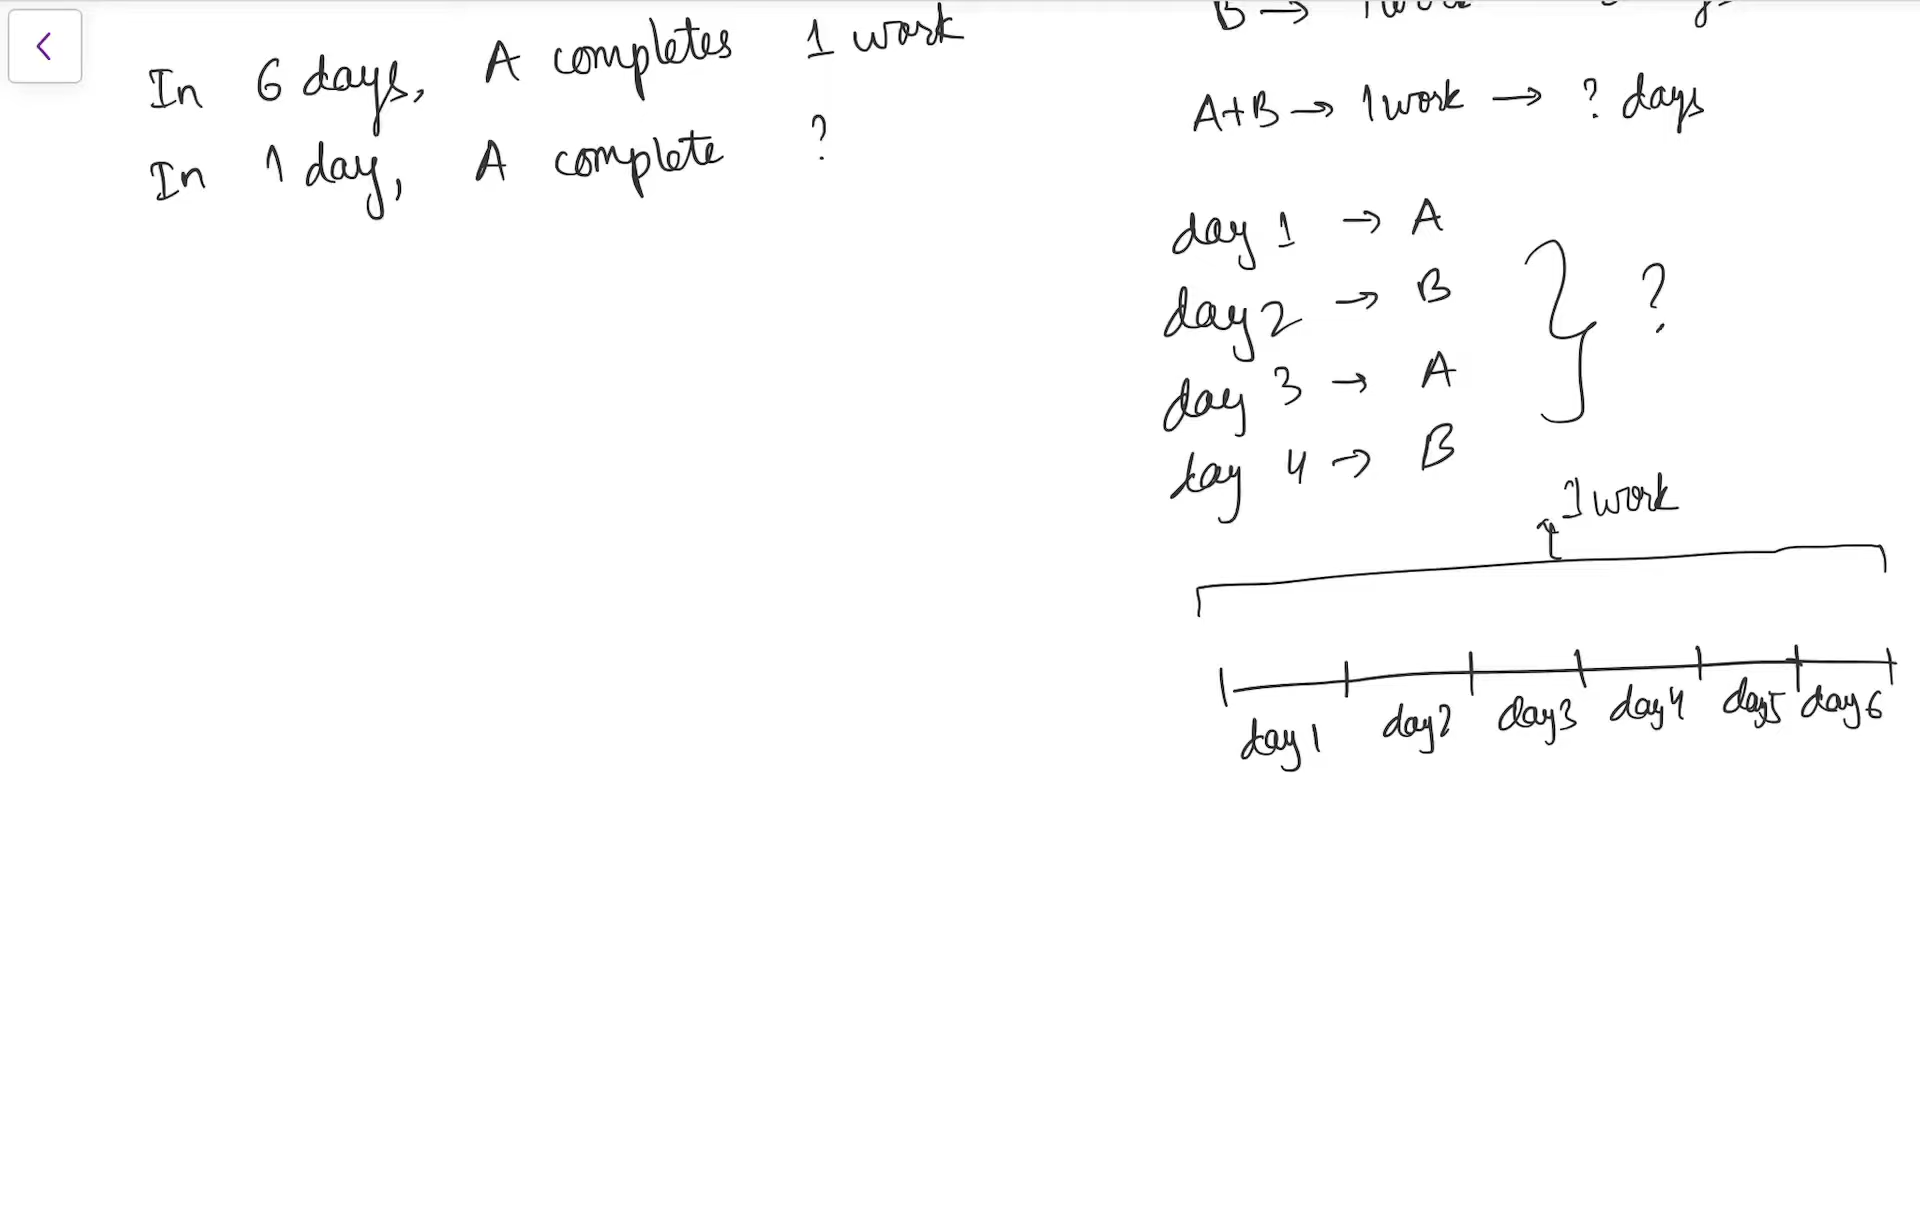 In 6 days, A completes 1 work
In 1 day, A complete ?
B →
A+B → 1 work → ? days
day 1 → A
day 2 → B
day 3 → A
day 4 → B
?
1 work
day 1 day 2 day 3 day 4 day 5 day 6